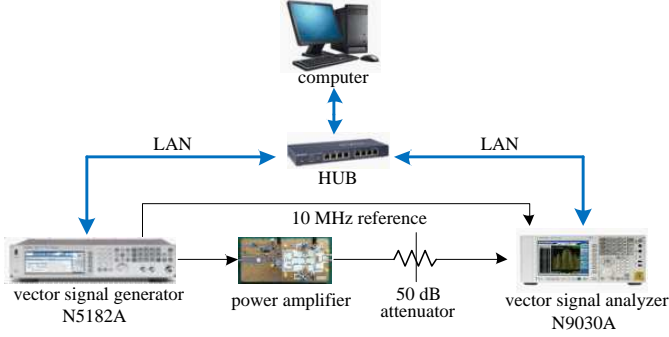 computer
LAN
LAN
HUB
10 MHz reference
vector signal generator
N5182A
power amplifier
50 dB
attenuator
vector signal analyzer
N9030A